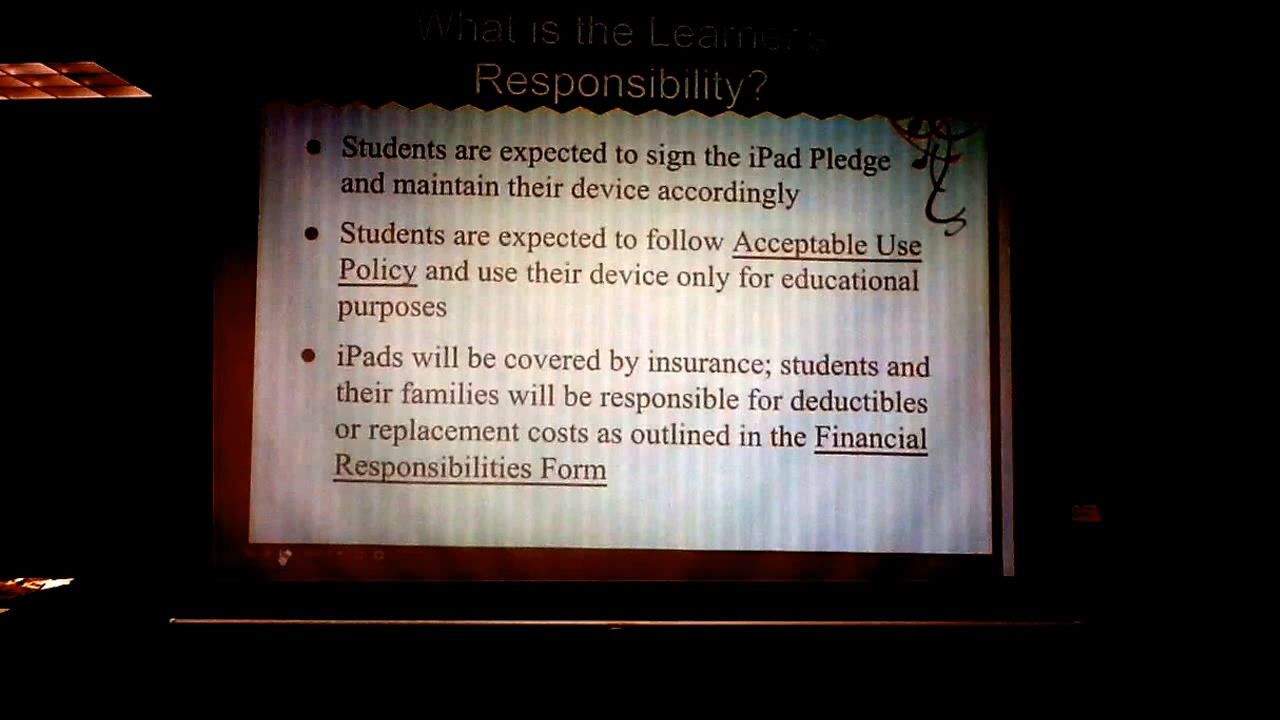 What is the Learner's
Responsibility?
• Students are expected to sign the iPad Pledge
and maintain their device accordingly
• Students are expected to follow Acceptable Use
Policy and use their device only for educational
purposes
• iPads will be covered by insurance; students and
their families will be responsible for deductibles
or replacement costs as outlined in the Financial
Responsibilities Form